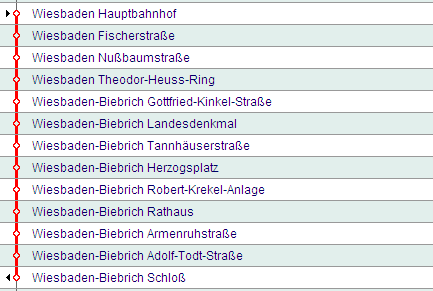 Wiesbaden Hauptbahnhof
Wiesbaden Fischerstraße
Wiesbaden Nußbaumstraße
Wiesbaden Theodor-Heuss-Ring
Wiesbaden-Biebrich Gottfried-Kinkel-Straße
Wiesbaden-Biebrich Landesdenkmal
Wiesbaden-Biebrich Tannhäuserstraße
Wiesbaden-Biebrich Herzogsplatz
Wiesbaden-Biebrich Robert-Krekel-Anlage
Wiesbaden-Biebrich Rathaus
Wiesbaden-Biebrich Armenruhstraße
Wiesbaden-Biebrich Adolf-Todt-Straße
Wiesbaden-Biebrich Schloß